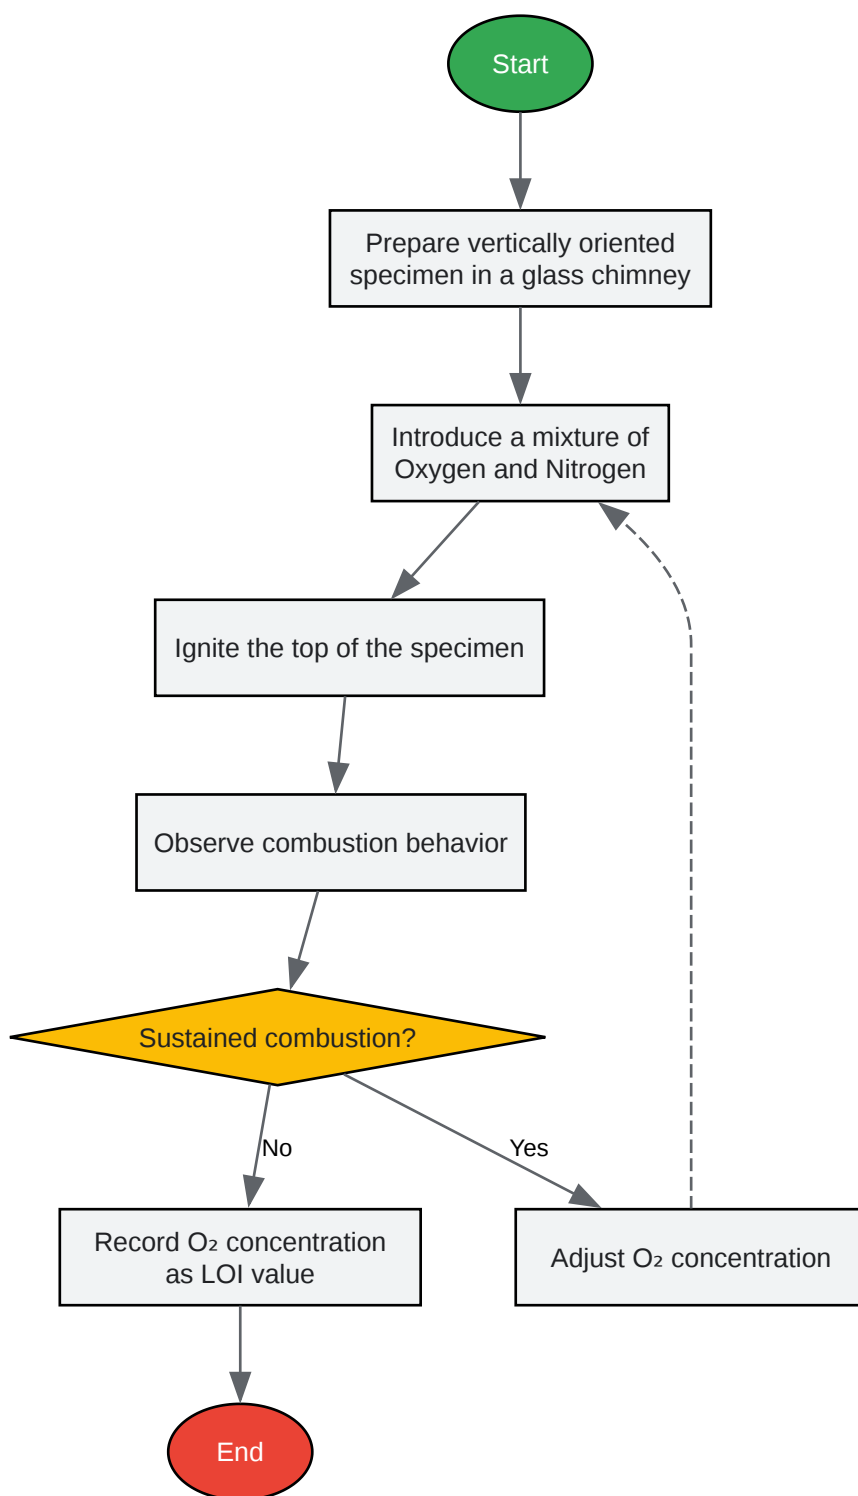 Start
Prepare vertically oriented
specimen in a glass chimney
Introduce a mixture of
Oxygen and Nitrogen
Ignite the top of the specimen
Observe combustion behavior
Sustained combustion?
No
Yes
Record O₂ concentration
as LOI value
Adjust O₂ concentration
End